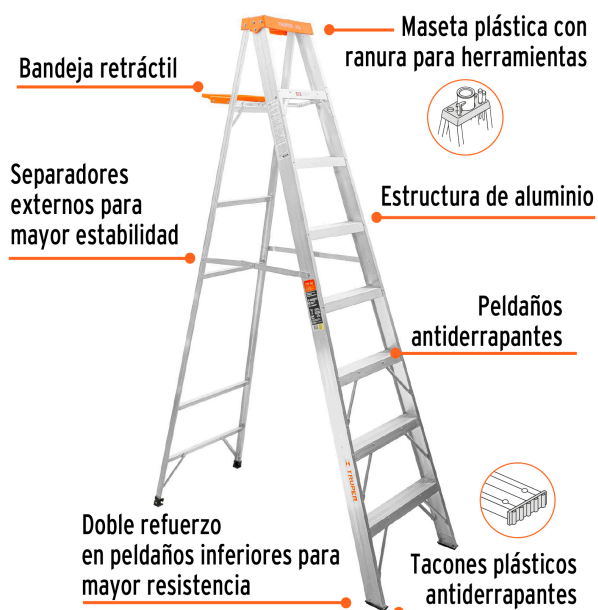 Maseta plástica con
ranura para herramientas
Bandeja retráctil
Separadores
externos para
mayor estabilidad
Estructura de aluminio
Peldaños
antiderrapantes
TRUPER
Doble refuerzo
en peldaños inferiores para
mayor resistencia
Tacones plásticos
antiderrapantes